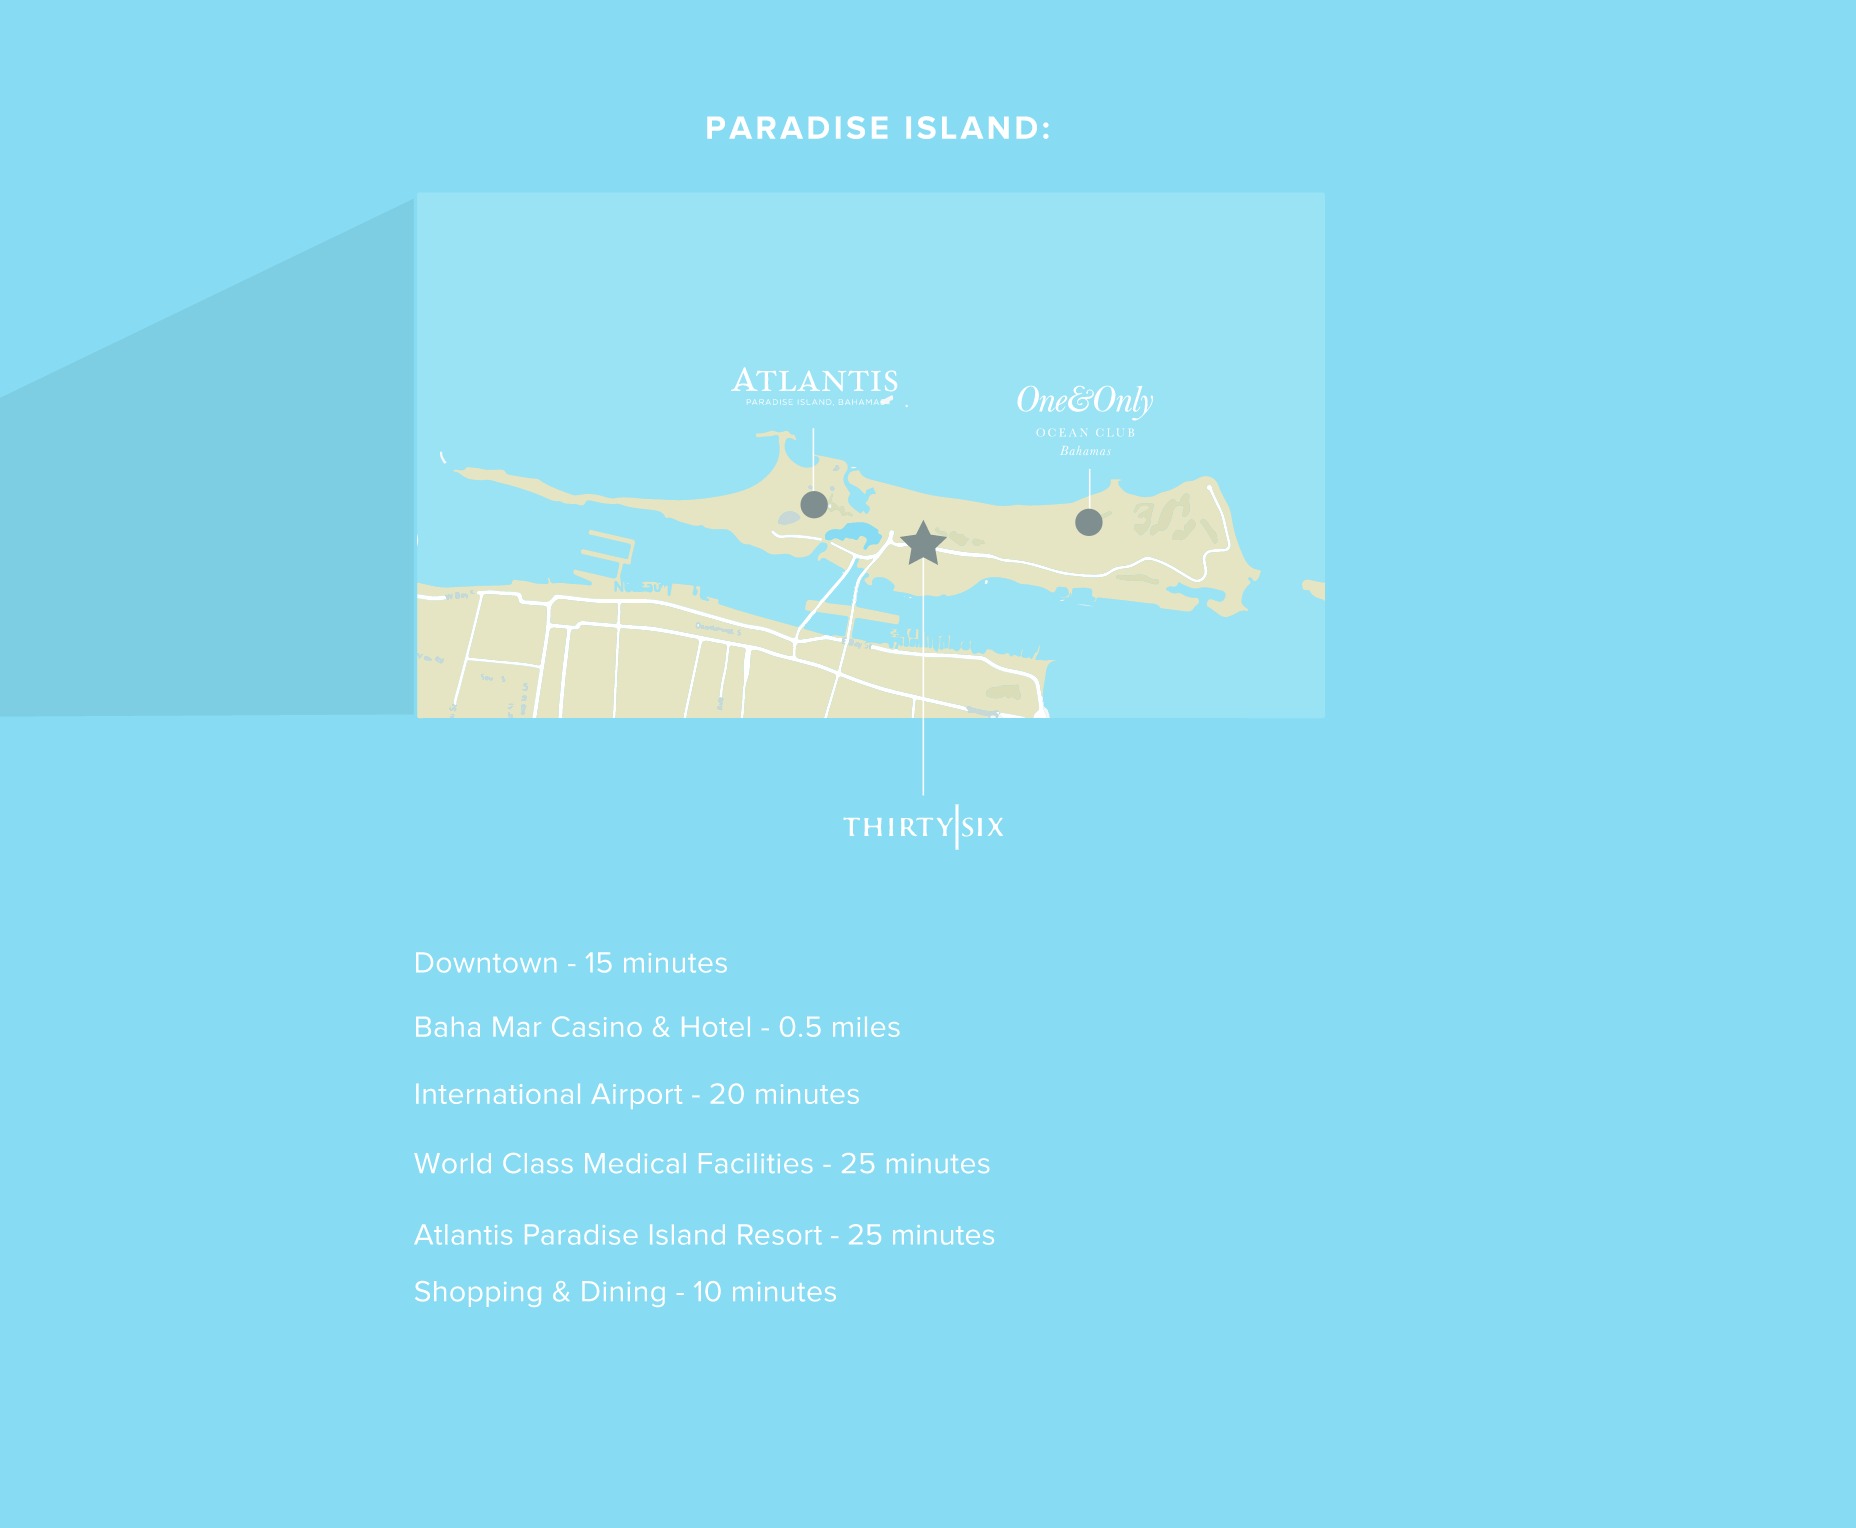 PARADISE ISLAND:
ATLANTIS
PARADISE ISLAND, BAHAMAS
One&Only
OCEAN CLUB
Bahamas
THIRTY|SIX
Downtown - 15 minutes
Baha Mar Casino & Hotel - 0.5 miles
International Airport - 20 minutes
World Class Medical Facilities - 25 minutes
Atlantis Paradise Island Resort - 25 minutes
Shopping & Dining - 10 minutes